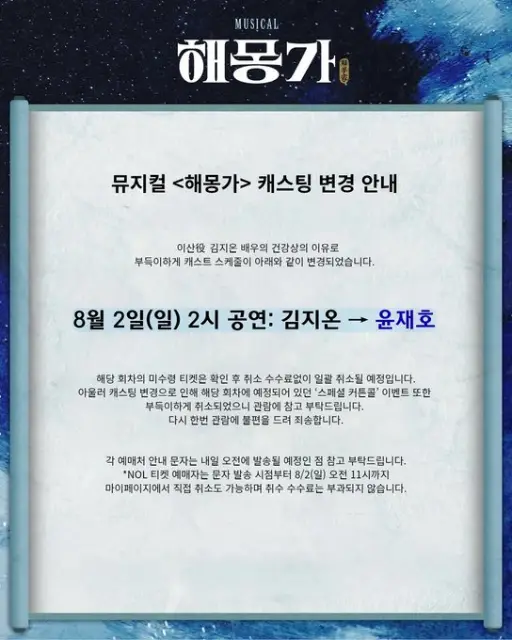 MUSICAL
해몽가
뮤지컬 <해몽가> 캐스팅 변경 안내
이산役 김지온 배우의 건강상의 이유로
부득이하게 캐스트 스케줄이 아래와 같이 변경되었습니다.
8월 2일(일) 2시 공연: 김지온 → 윤재호
해당 회차의 미수령 티켓은 확인 후 취소 수수료없이 일괄 취소될 예정입니다.
아울러 캐스팅 변경으로 인해 해당 회차에 예정되어 있던 '스페셜 커튼콜' 이벤트 또한
부득이하게 취소되었으니 관람에 참고 부탁드립니다.
다시 한번 관람에 불편을 드려 죄송합니다.
각 예매처 안내 문자는 내일 오전에 발송될 예정인 점 참고 부탁드립니다.
*NOL 티켓 예매자는 문자 발송 시점부터 8/2(일) 오전 11시까지
마이페이지에서 직접 취소도 가능하며 취수 수수료는 부과되지 않습니다.